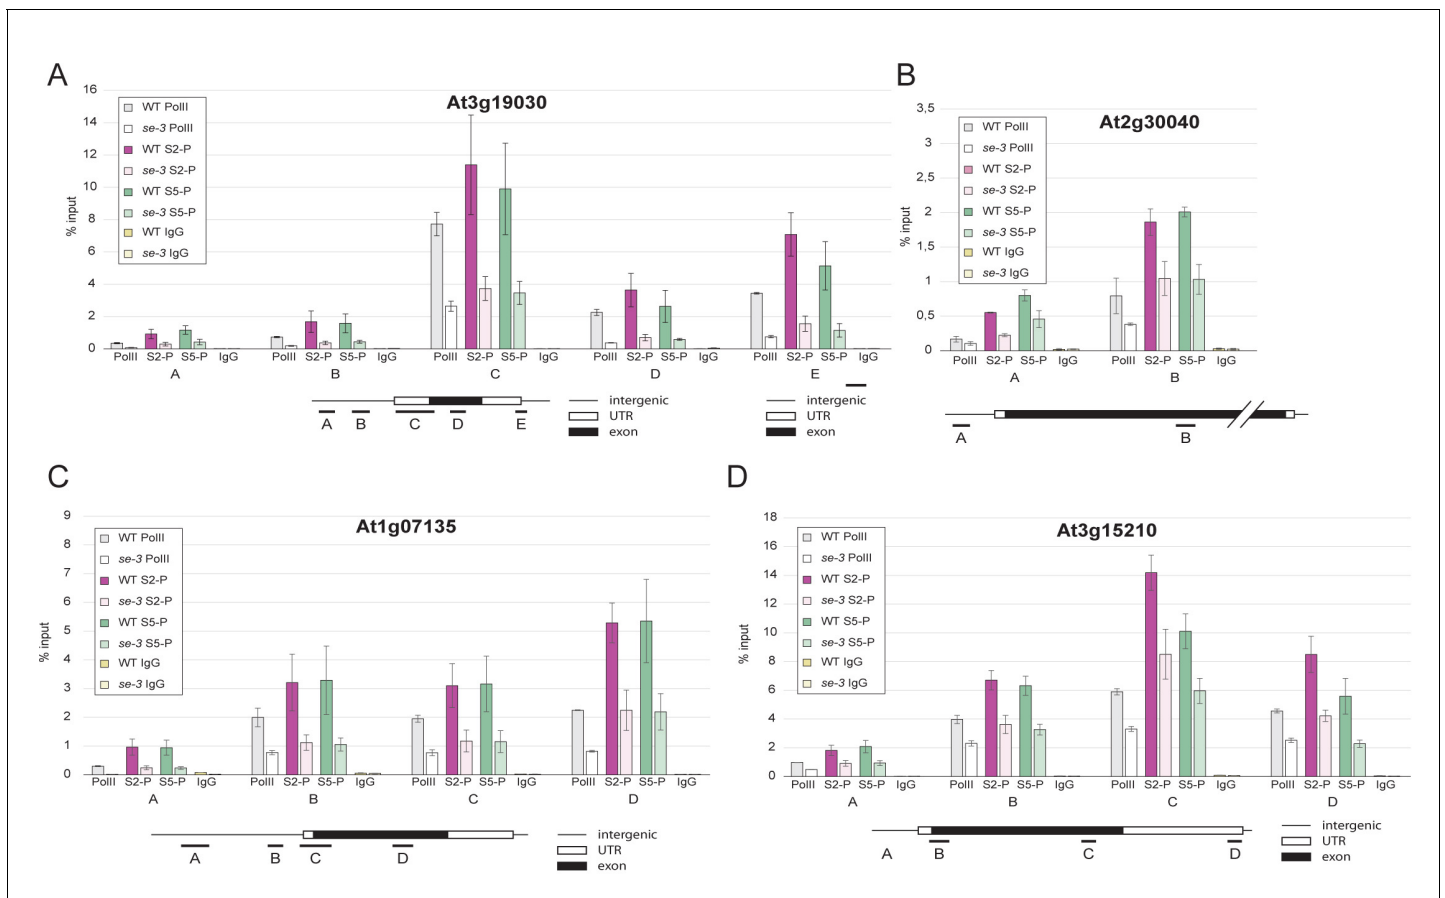 A
At3g19030
16
14
12
10
8
6
4
2
0
% input
WT PolII
se-3 PolII
WT S2-P
se-3 S2-P
WT S5-P
se-3 S5-P
WT IgG
se-3 IgG
PolII S2-P S5-P IgG PolII S2-P S5-P IgG PolII S2-P S5-P IgG PolII S2-P S5-P IgG PolII S2-P S5-P IgG
A B C D E
A B C D E
intergenic
UTR
exon
intergenic
UTR
exon
B
At2g30040
3,5
3
2,5
2
1,5
1
0,5
0
% input
WT PolII
se-3 PolII
WT S2-P
se-3 S2-P
WT S5-P
se-3 S5-P
WT IgG
se-3 IgG
PolII S2-P S5-P IgG PolII S2-P S5-P IgG
A B
A B
C
At1g07135
9
8
7
6
5
4
3
2
1
0
% input
WT PolII
se-3 PolII
WT S2-P
se-3 S2-P
WT S5-P
se-3 S5-P
WT IgG
se-3 IgG
PolII S2-P S5-P IgG PolII S2-P S5-P IgG PolII S2-P S5-P IgG PolII S2-P S5-P IgG
A B C D
A B C D
intergenic
UTR
exon
D
At3g15210
18
16
14
12
10
8
6
4
2
0
% input
WT PolII
se-3 PolII
WT S2-P
se-3 S2-P
WT S5-P
se-3 S5-P
WT IgG
se-3 IgG
PolII S2-P S5-P IgG PolII S2-P S5-P IgG PolII S2-P S5-P IgG PolII S2-P S5-P IgG
A B C D
A B C D
intergenic
UTR
exon